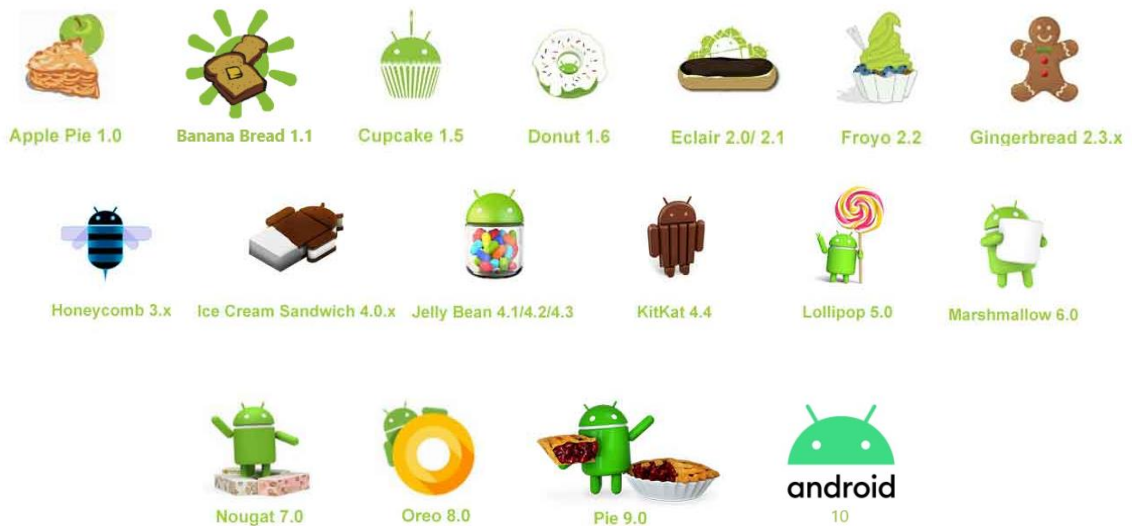 Apple Pie 1.0
Banana Bread 1.1
Cupcake 1.5
Donut 1.6
Eclair 2.0/ 2.1
Froyo 2.2
Gingerbread 2.3.x
Honeycomb 3.x
Ice Cream Sandwich 4.0.x
Jelly Bean 4.1/4.2/4.3
KitKat 4.4
Lollipop 5.0
Marshmallow 6.0
Nougat 7.0
Oreo 8.0
Pie 9.0
android
10